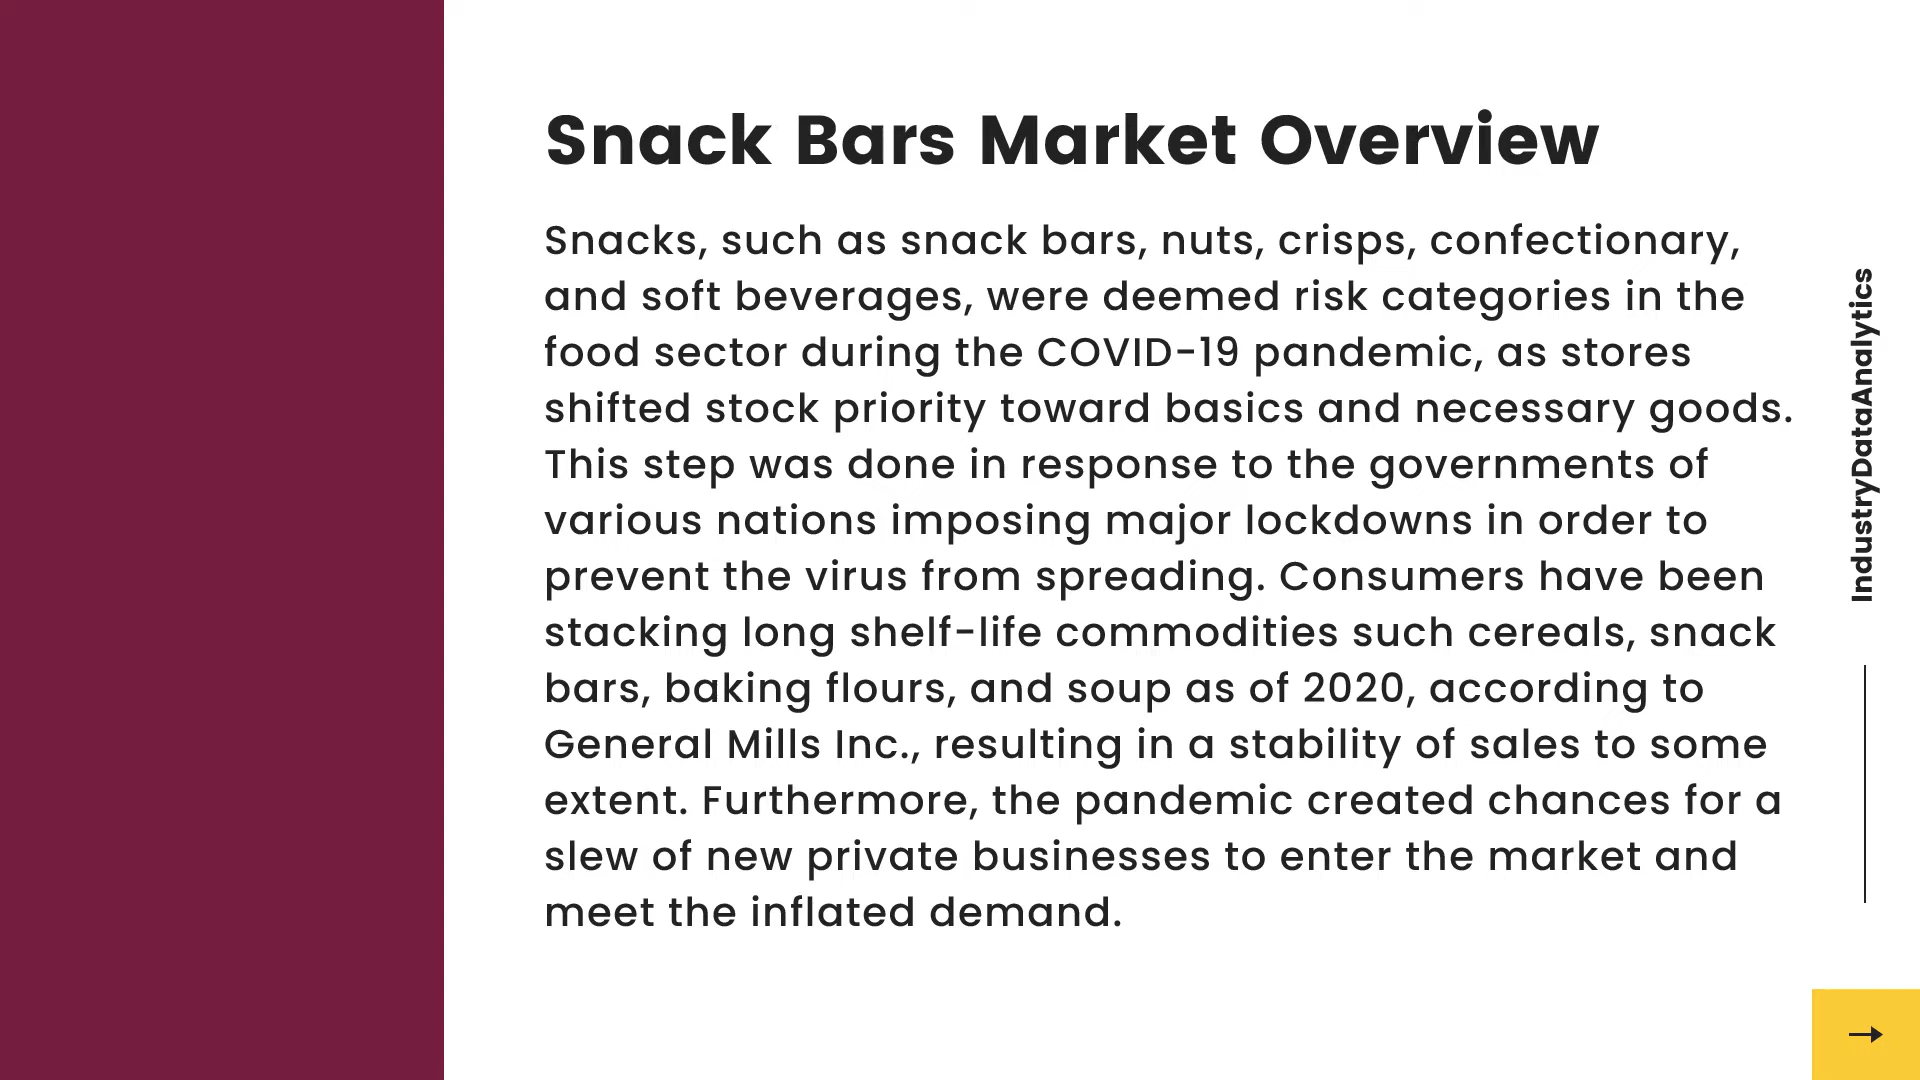 Snack Bars Market Overview
Snacks, such as snack bars, nuts, crisps, confectionary,
and soft beverages, were deemed risk categories in the
food sector during the COVID-19 pandemic, as stores
shifted stock priority toward basics and necessary goods.
This step was done in response to the governments of
various nations imposing major lockdowns in order to
prevent the virus from spreading. Consumers have been
stacking long shelf-life commodities such cereals, snack
bars, baking flours, and soup as of 2020, according to
General Mills Inc., resulting in a stability of sales to some
extent. Furthermore, the pandemic created chances for a
slew of new private businesses to enter the market and
meet the inflated demand.
IndustryDataAnalytics